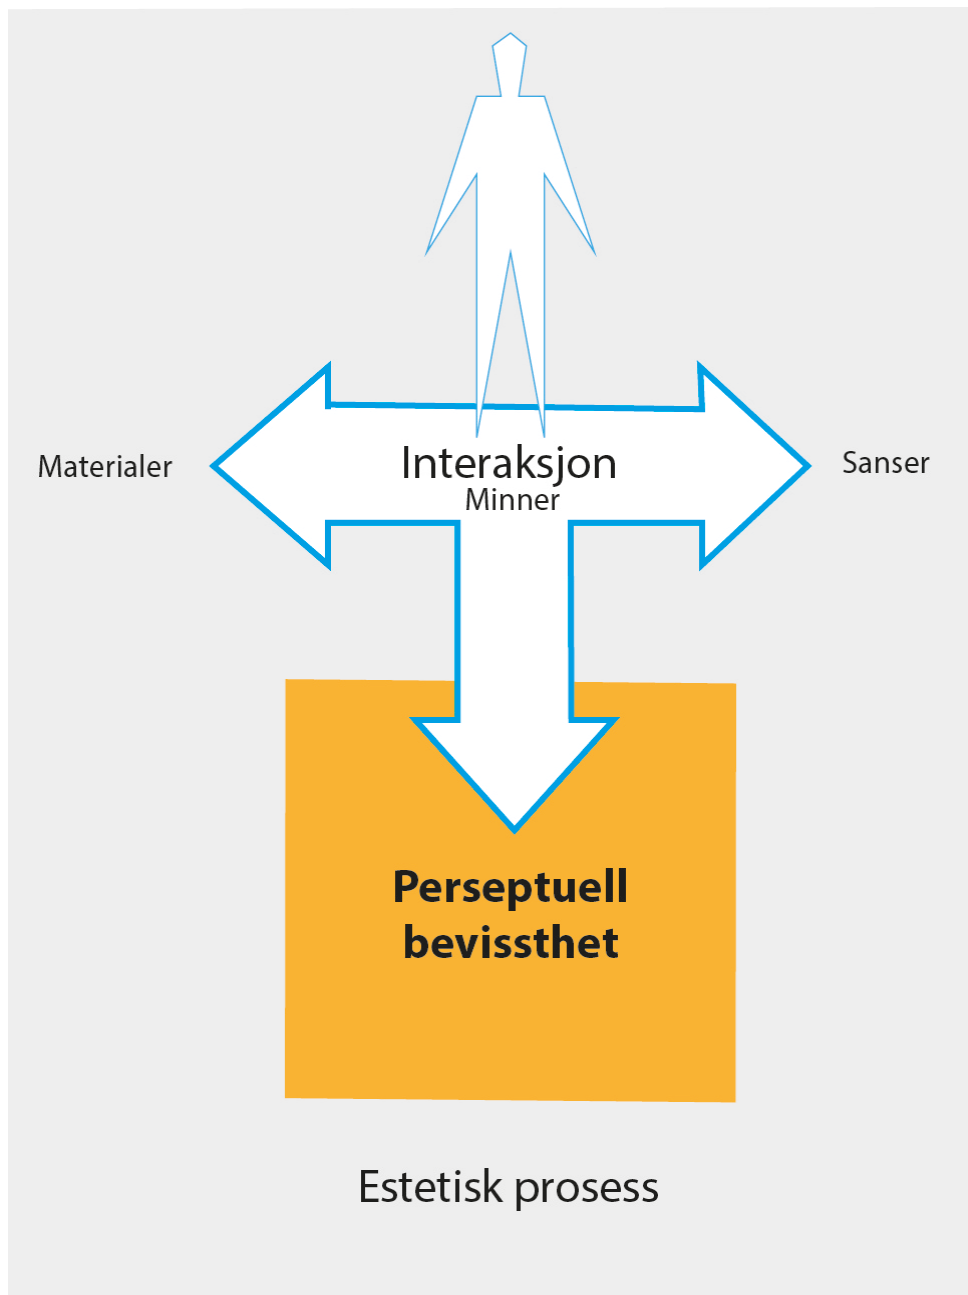 Materialer
Interaksjon
Minner
Sanser
Perseptuell
bevissthet
Estetisk prosess